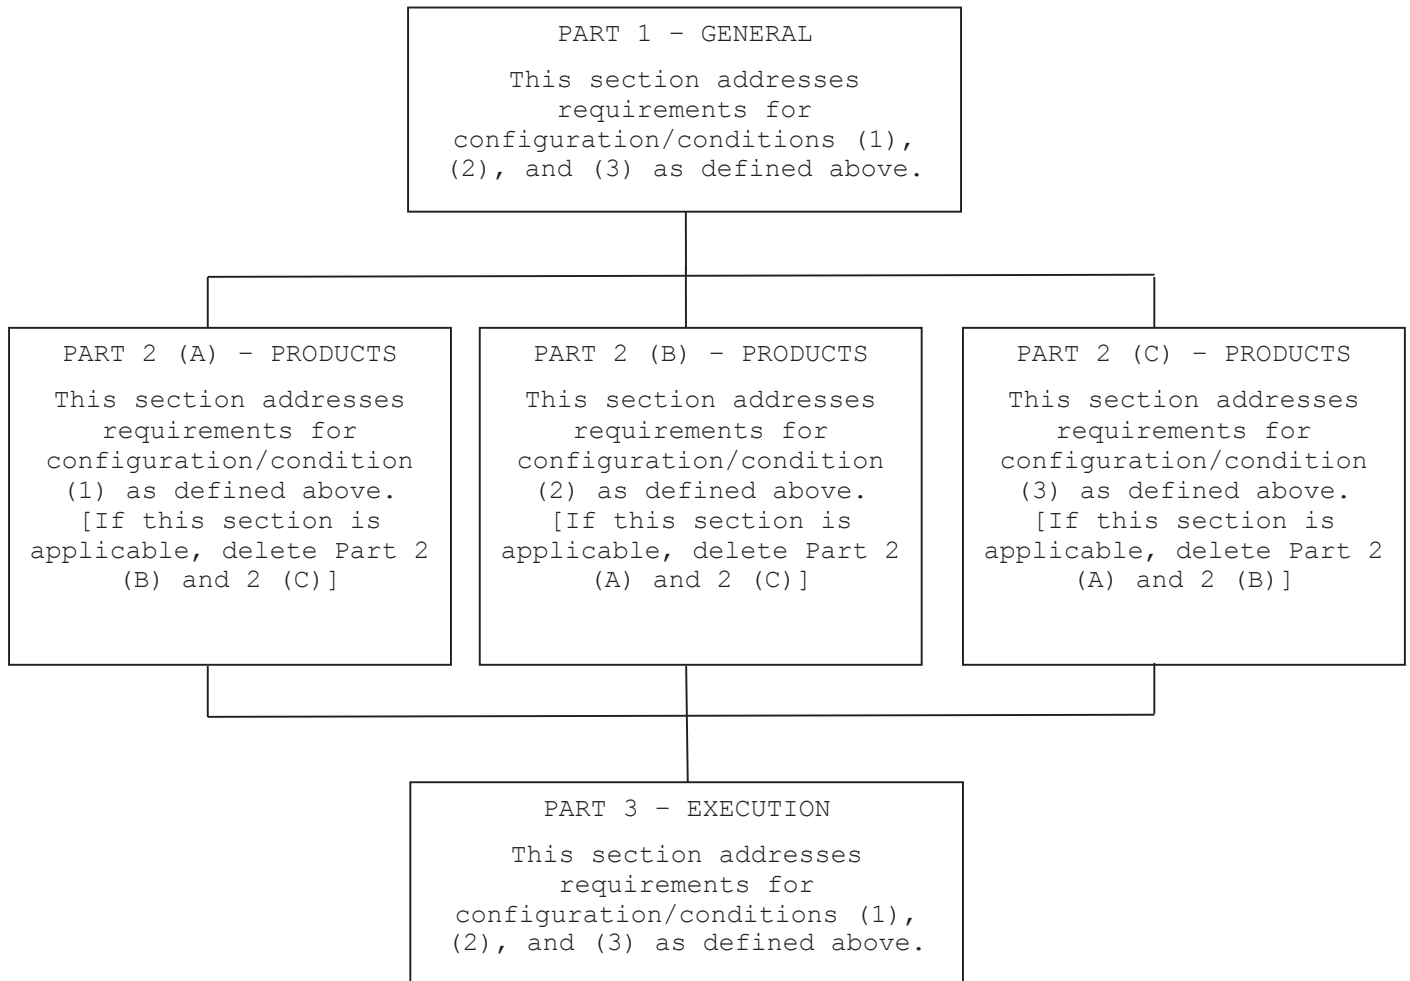 PART 1 – GENERAL
This section addresses
requirements for
configuration/conditions (1),
(2), and (3) as defined above.
PART 2 (A) – PRODUCTS
This section addresses
requirements for
configuration/condition
(1) as defined above.
[If this section is
applicable, delete Part 2
(B) and 2 (C)]
PART 2 (B) – PRODUCTS
This section addresses
requirements for
configuration/condition
(2) as defined above.
[If this section is
applicable, delete Part 2
(A) and 2 (C)]
PART 2 (C) – PRODUCTS
This section addresses
requirements for
configuration/condition
(3) as defined above.
[If this section is
applicable, delete Part 2
(A) and 2 (B)]
PART 3 – EXECUTION
This section addresses
requirements for
configuration/conditions (1),
(2), and (3) as defined above.